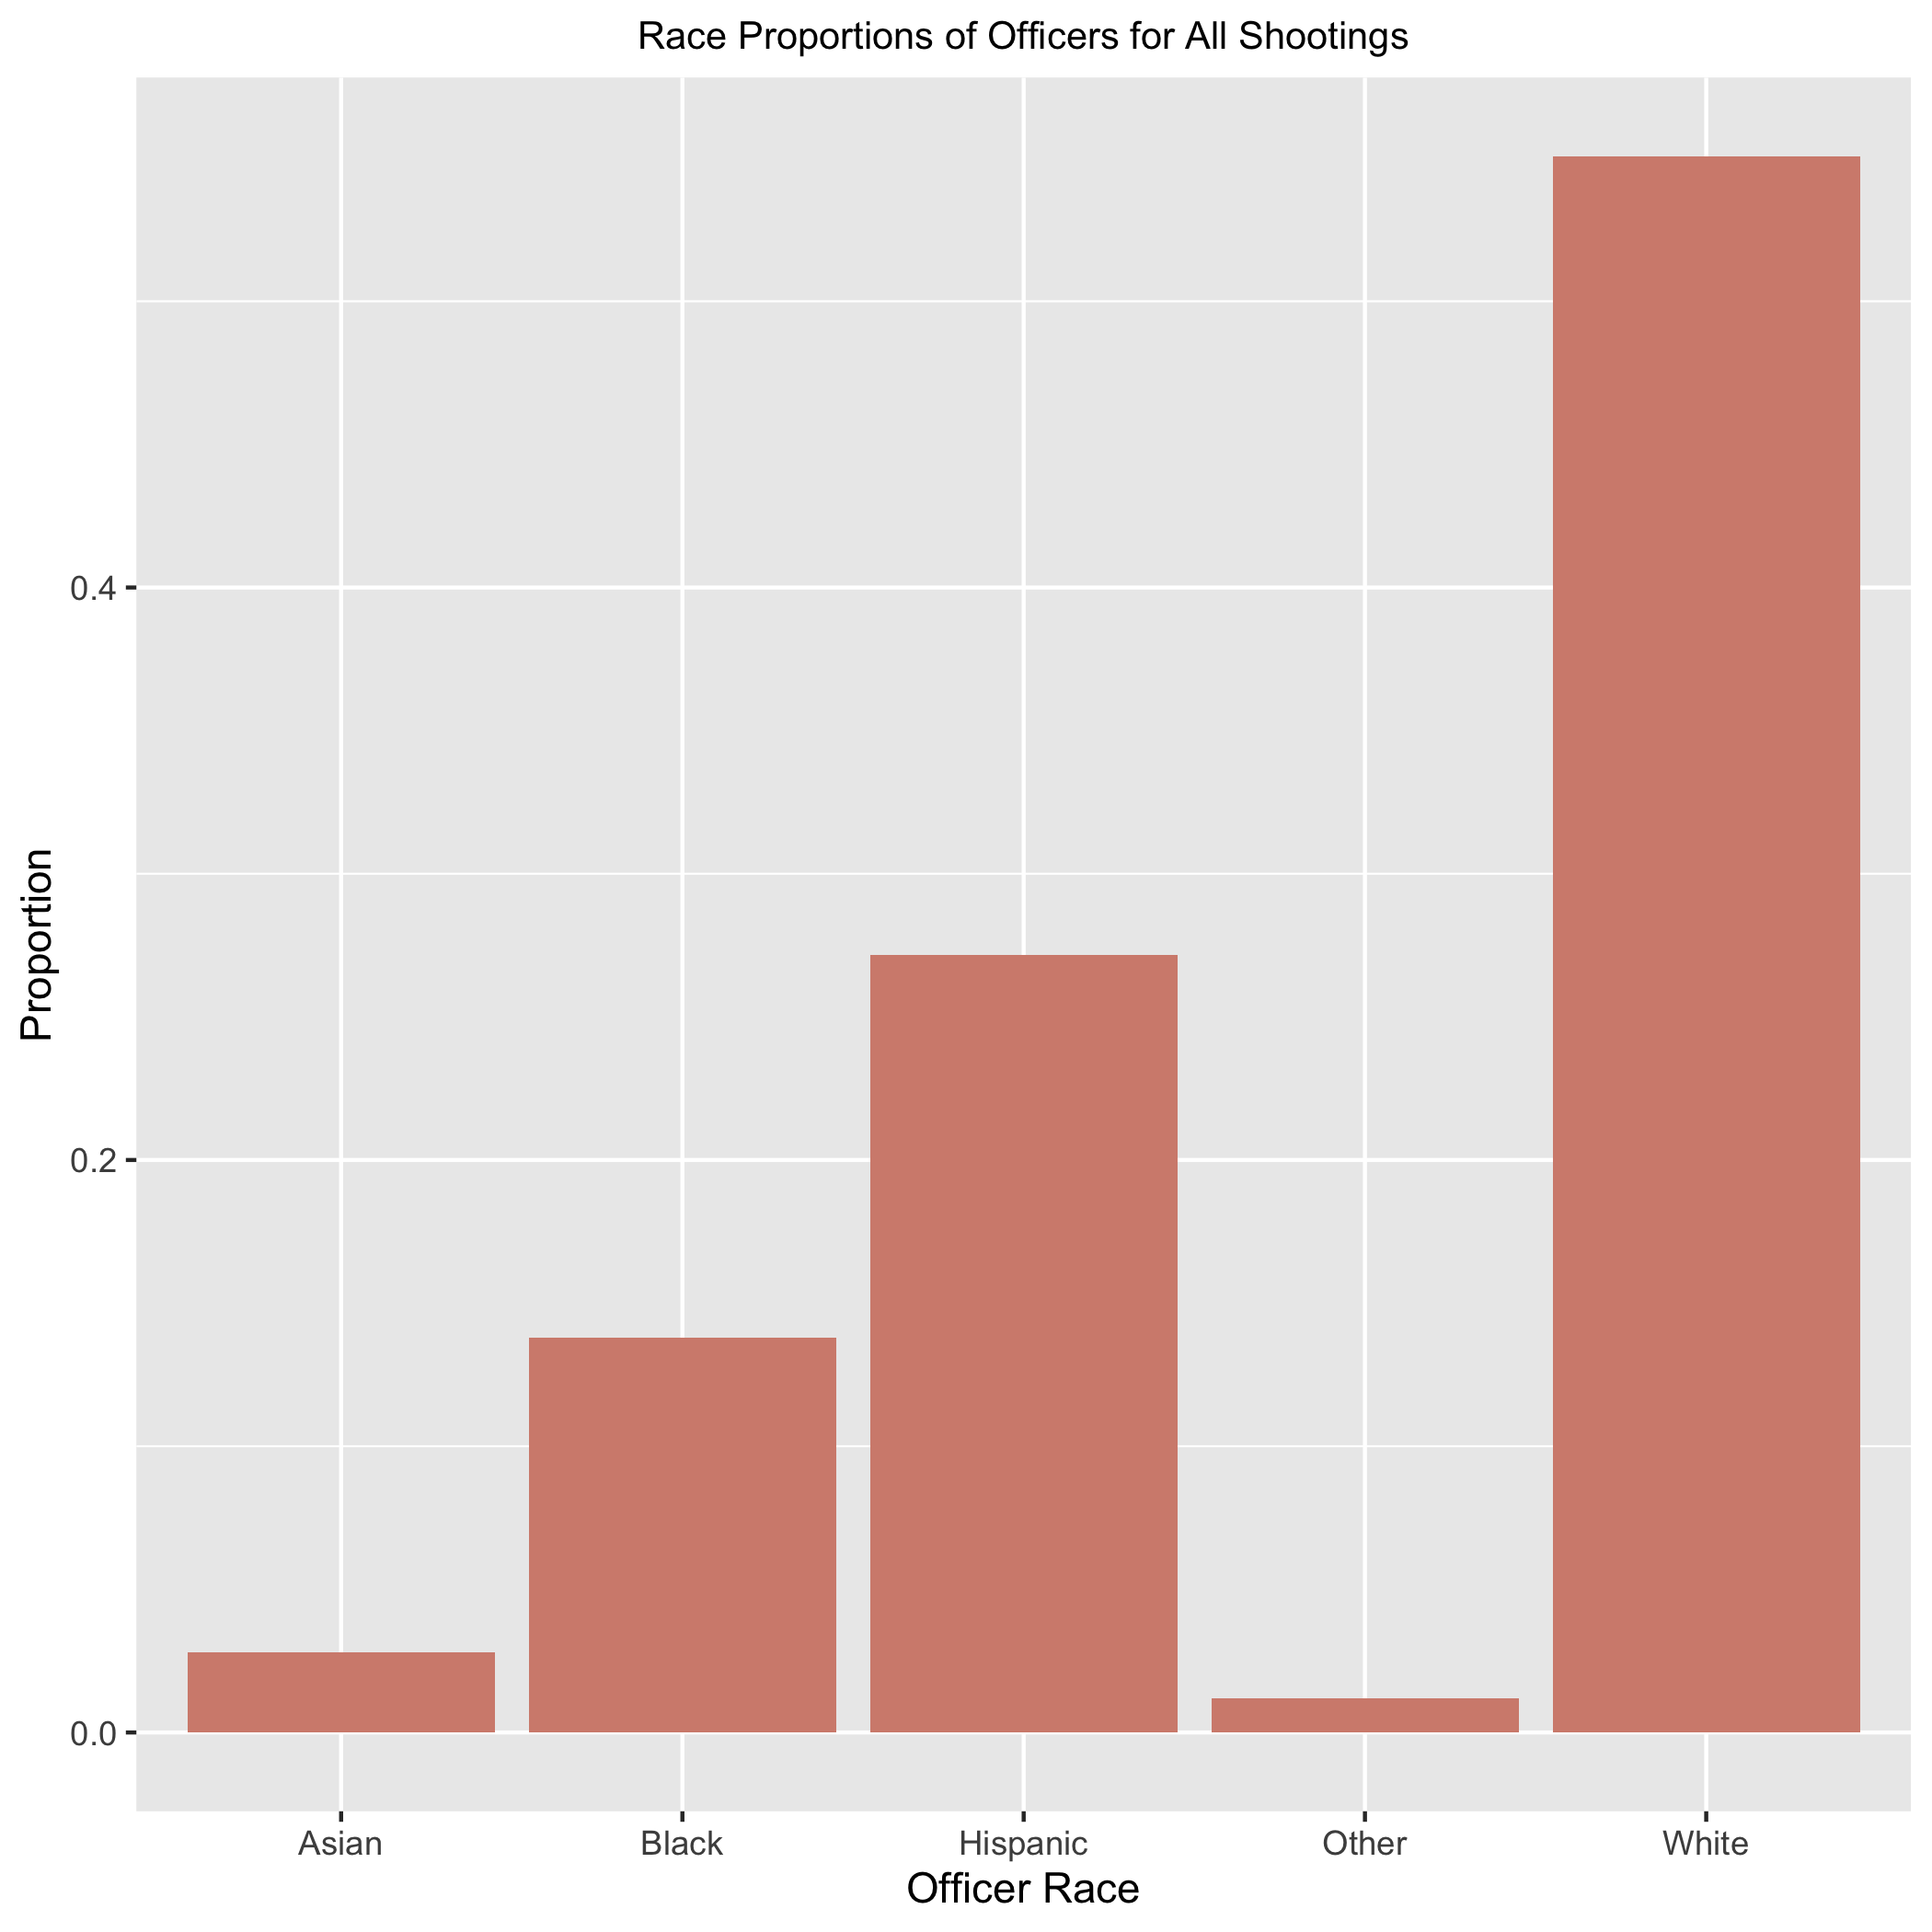 Race Proportions of Officers for All Shootings
Proportion
0.4
0.2
0.0
Asian
Black
Hispanic
Other
White
Officer Race